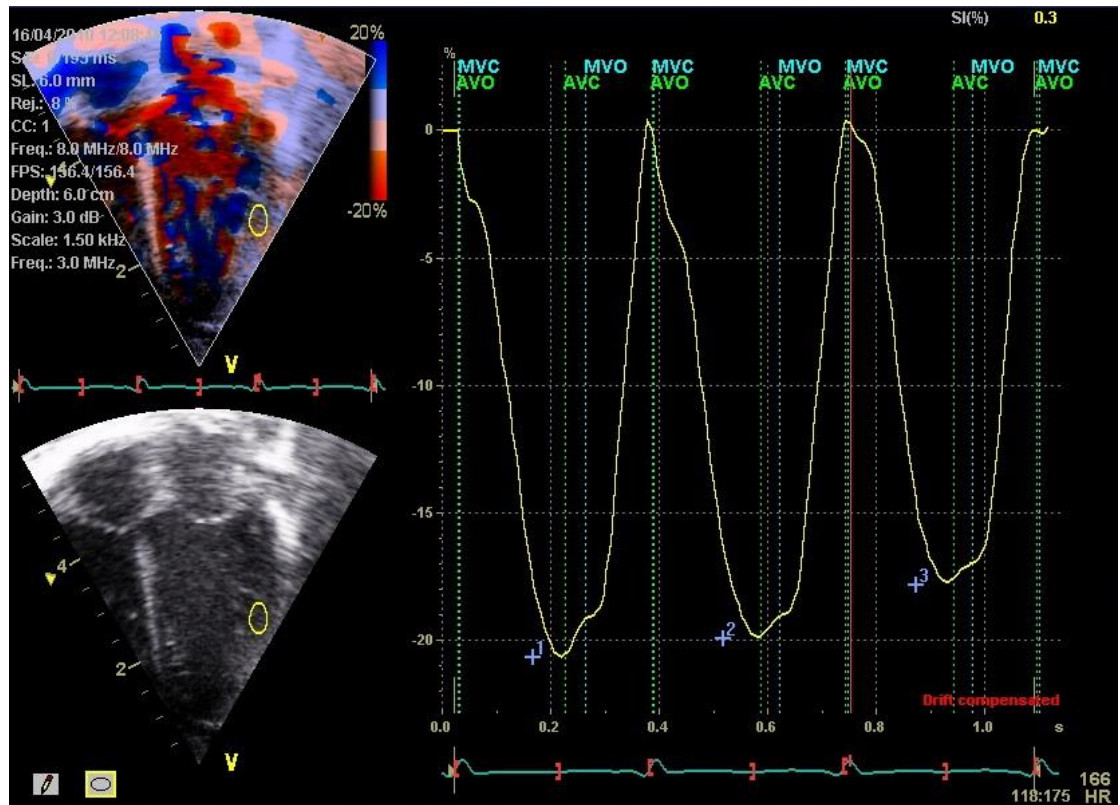 SI(%) 0.3
16/04/20
SL: 6.0 mm
Rej.: 8 %
CC: 1
Freq.: 8.0 MHz/8.0 MHz
FPS: 156.4/156.4
Depth: 6.0 cm
Gain: 3.0 dB
Scale: 1.50 kHz
Freq.: 3.0 MHz
4
2
V
20%
-20%
%
MVC MVO MVC MVO MVC MVO MVC
AVO AVC AVO AVC AVO AVC AVO
0
-5
-10
-15
-20
1
2
3
Drift compensated
0.0 0.2 0.4 0.6 0.8 1.0 s
4
2
V
166
118:175 HR